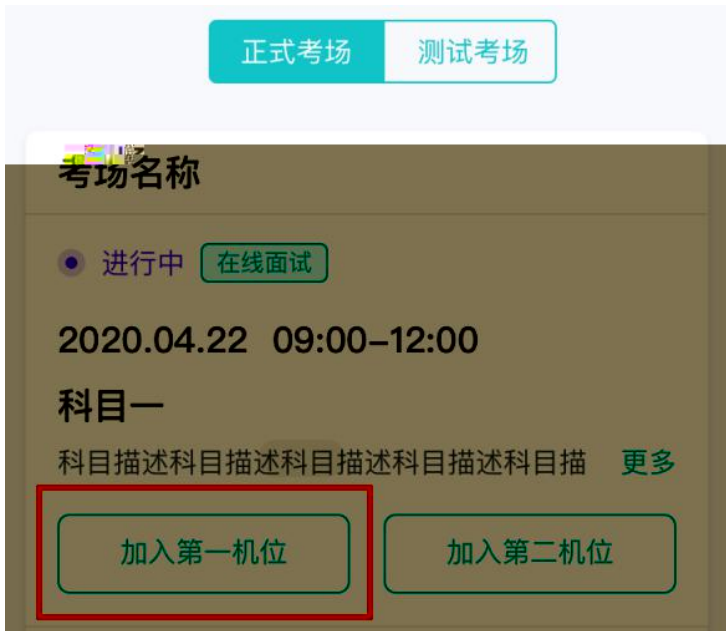 正式考场 测试考场
考场名称
进行中 在线面试
2020.04.22 09:00-12:00
科目一
科目描述科目描述科目描述科目描述科目描 更多
加入第一机位 加入第二机位